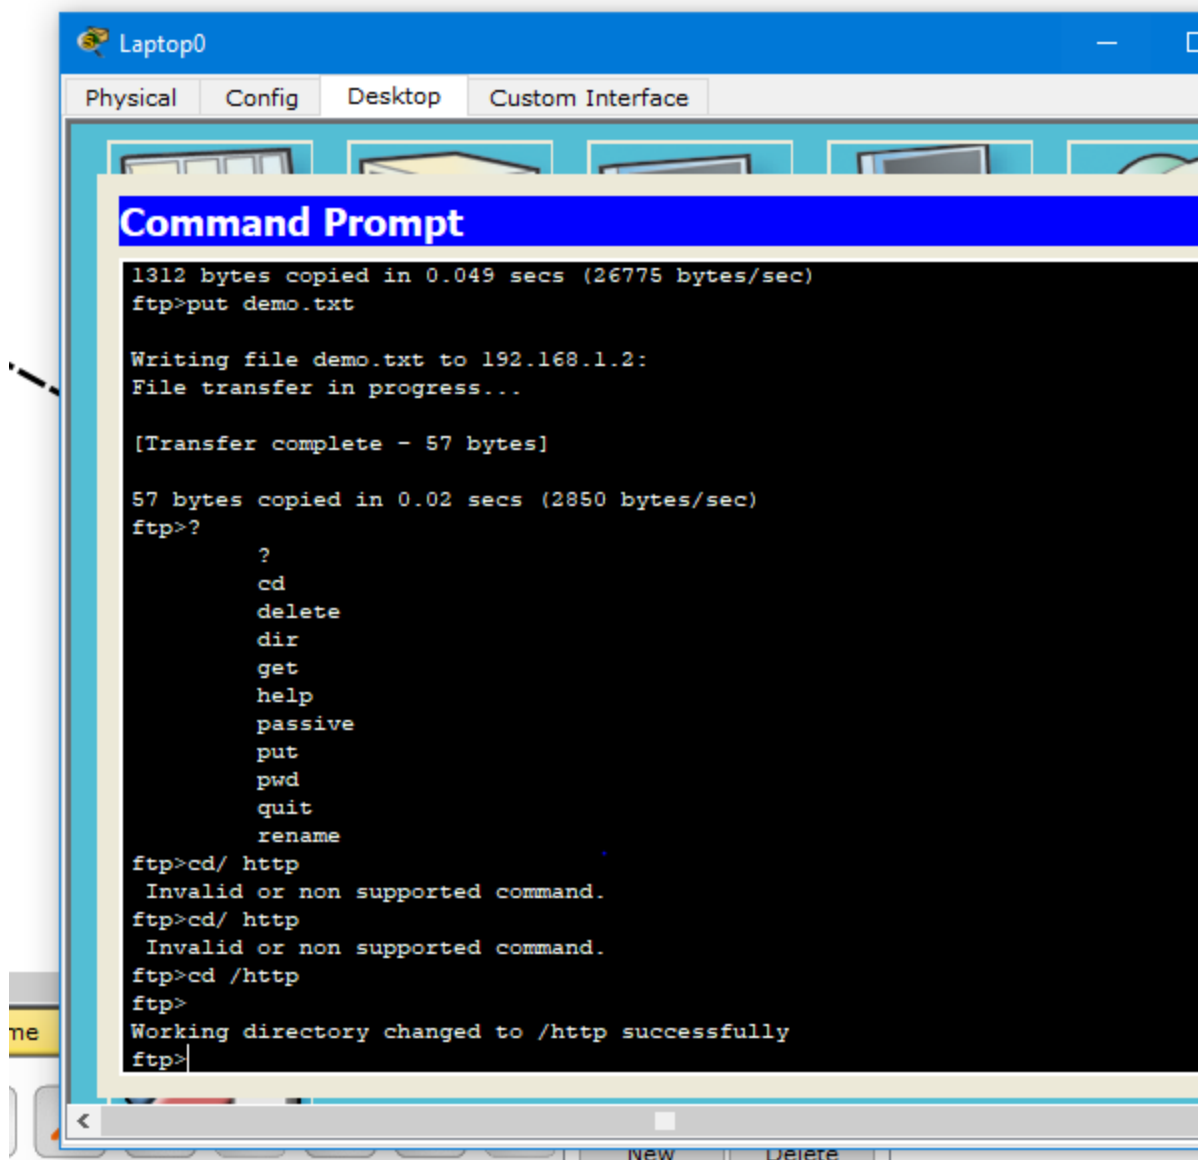 Laptop0
Physical Config Desktop Custom Interface
Command Prompt
1312 bytes copied in 0.049 secs (26775 bytes/sec)
ftp>put demo.txt
Writing file demo.txt to 192.168.1.2:
File transfer in progress...
[Transfer complete - 57 bytes]
57 bytes copied in 0.02 secs (2850 bytes/sec)
ftp>?
?
cd
delete
dir
get
help
passive
put
pwd
quit
rename
ftp>cd/ http
Invalid or non supported command.
ftp>cd/ http
Invalid or non supported command.
ftp>cd /http
ftp>
Working directory changed to /http successfully
ftp>
me
New Delete